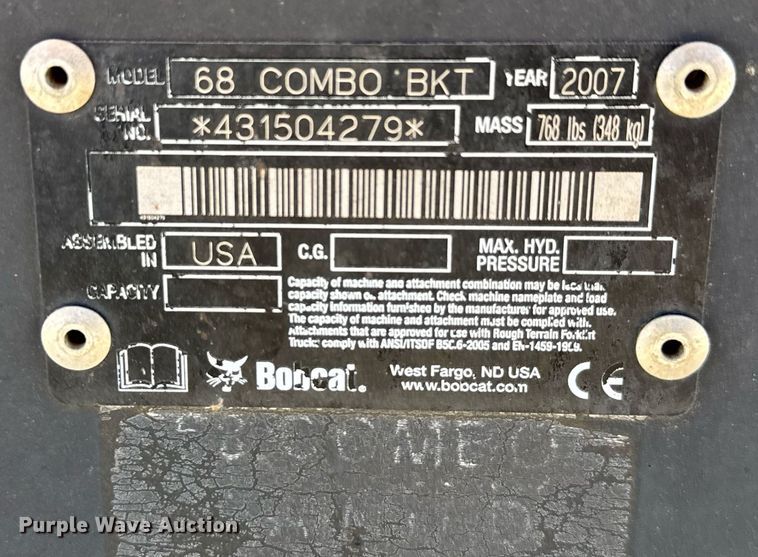 MODEL 68 COMBO BKT YEAR 2007
SERIAL NO. *431504279* MASS 768 lbs (348 kg)
431504279
ASSEMBLED IN USA C.G. MAX. HYD. PRESSURE
CAPACITY
Capacity of machine and attachment combination may be less than
capacity shown on attachment. Check machine nameplate and load
capacity information furnished by the manufacturer for approved use.
The capacity of machine and attachment must be complied with.
Attachments that are approved for use with Rough Terrain Forklift
Trucks comply with ANSI/ITSDF B56.6-2005 and EN-1459-1999.
Bobcat. West Fargo, ND USA
www.bobcat.com
CE
Purple Wave Auction